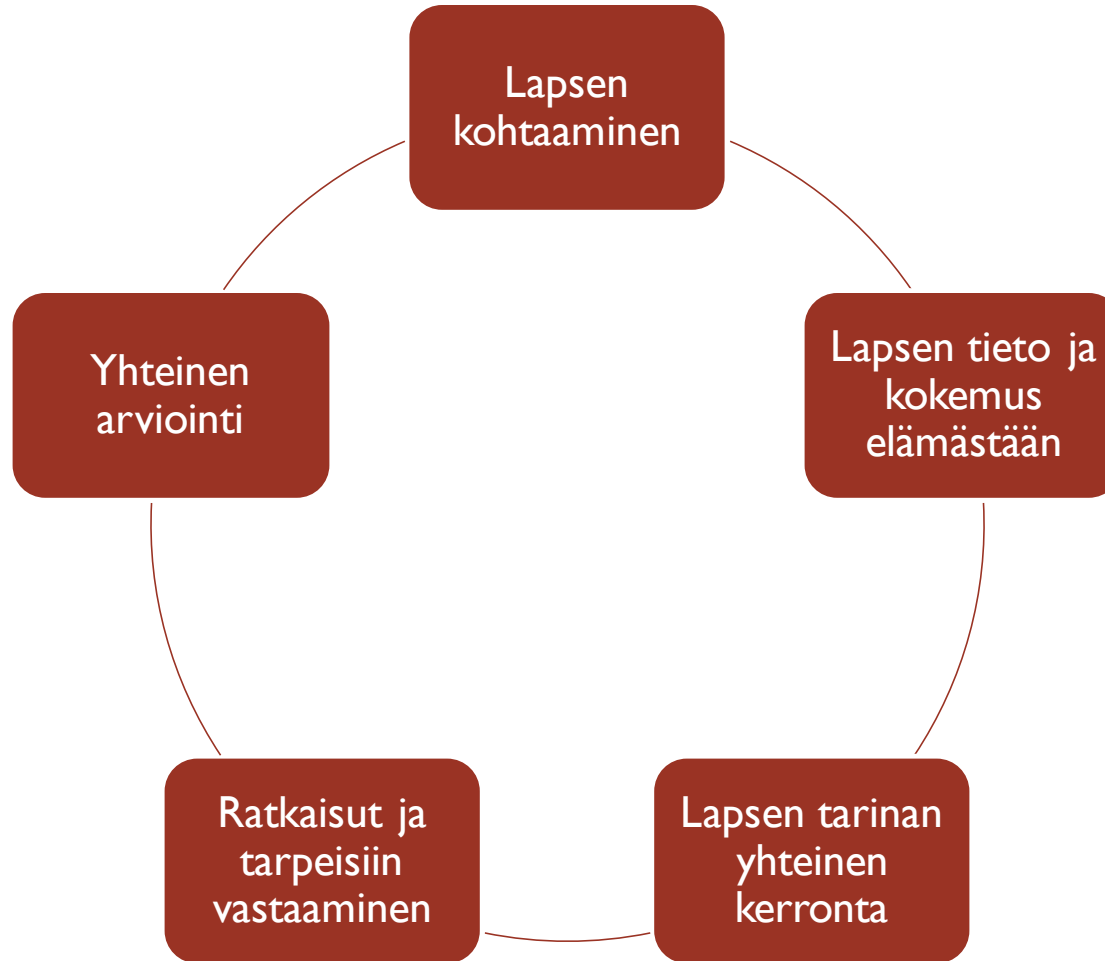 Lapsen
kohtaaminen
Lapsen tieto ja
kokemus
elämästään
Lapsen tarinan
yhteinen
kerronta
Ratkaisut ja
tarpeisiin
vastaaminen
Yhteinen
arviointi